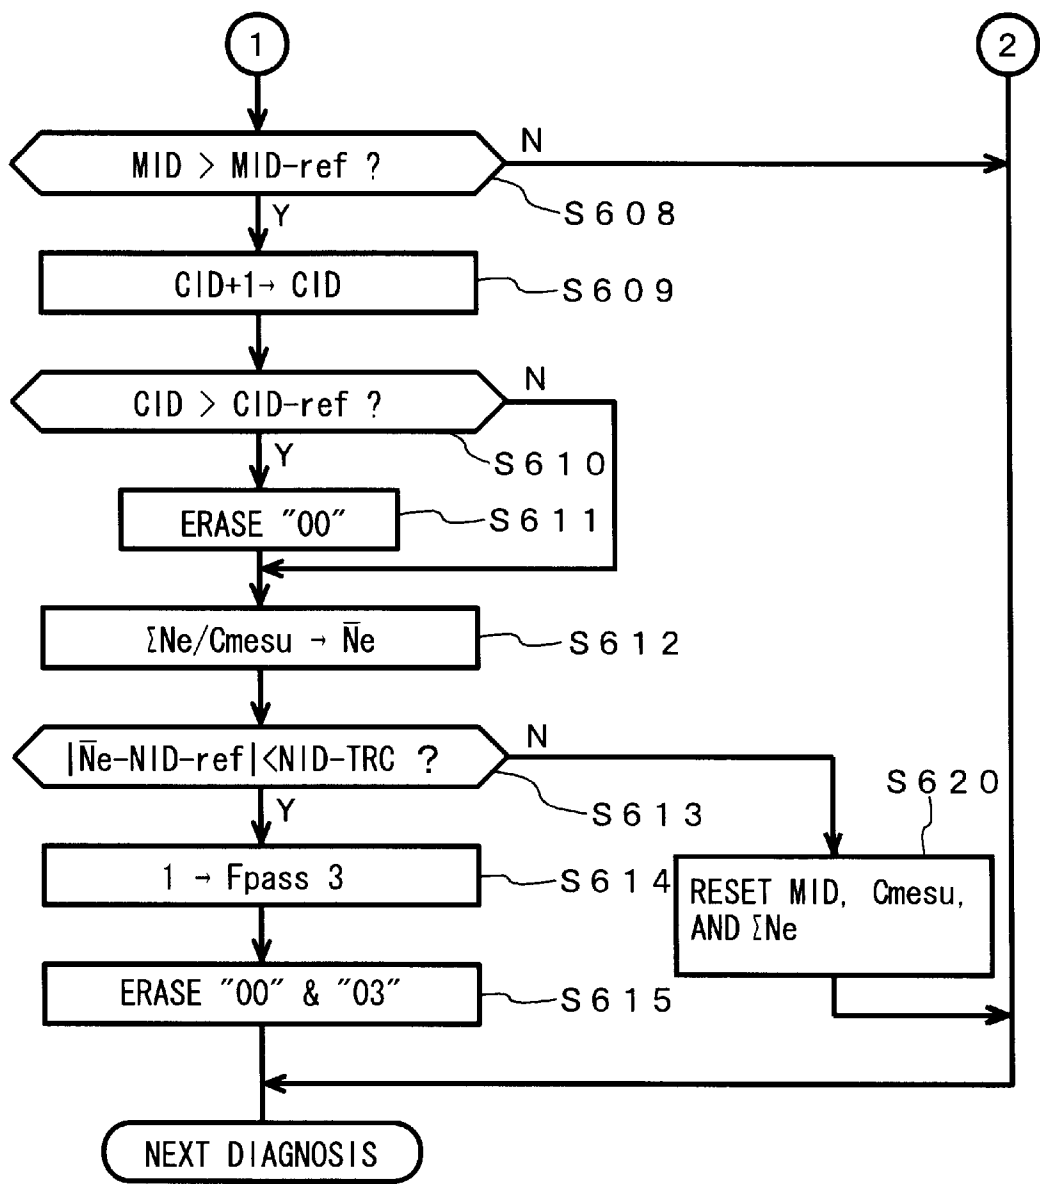 1
2
MID > MID-ref ?
N
S608
Y
CID+1→ CID
S609
N
CID > CID-ref ?
Y
S610
ERASE "00"
S611
ΣNe/Cmesu → N̅e
S612
N
|N̅e-NID-ref|<NID-TRC ?
S620
Y
S613
1 → Fpass 3
S614
RESET MID, Cmesu,
AND ΣNe
ERASE "00" & "03"
S615
NEXT DIAGNOSIS